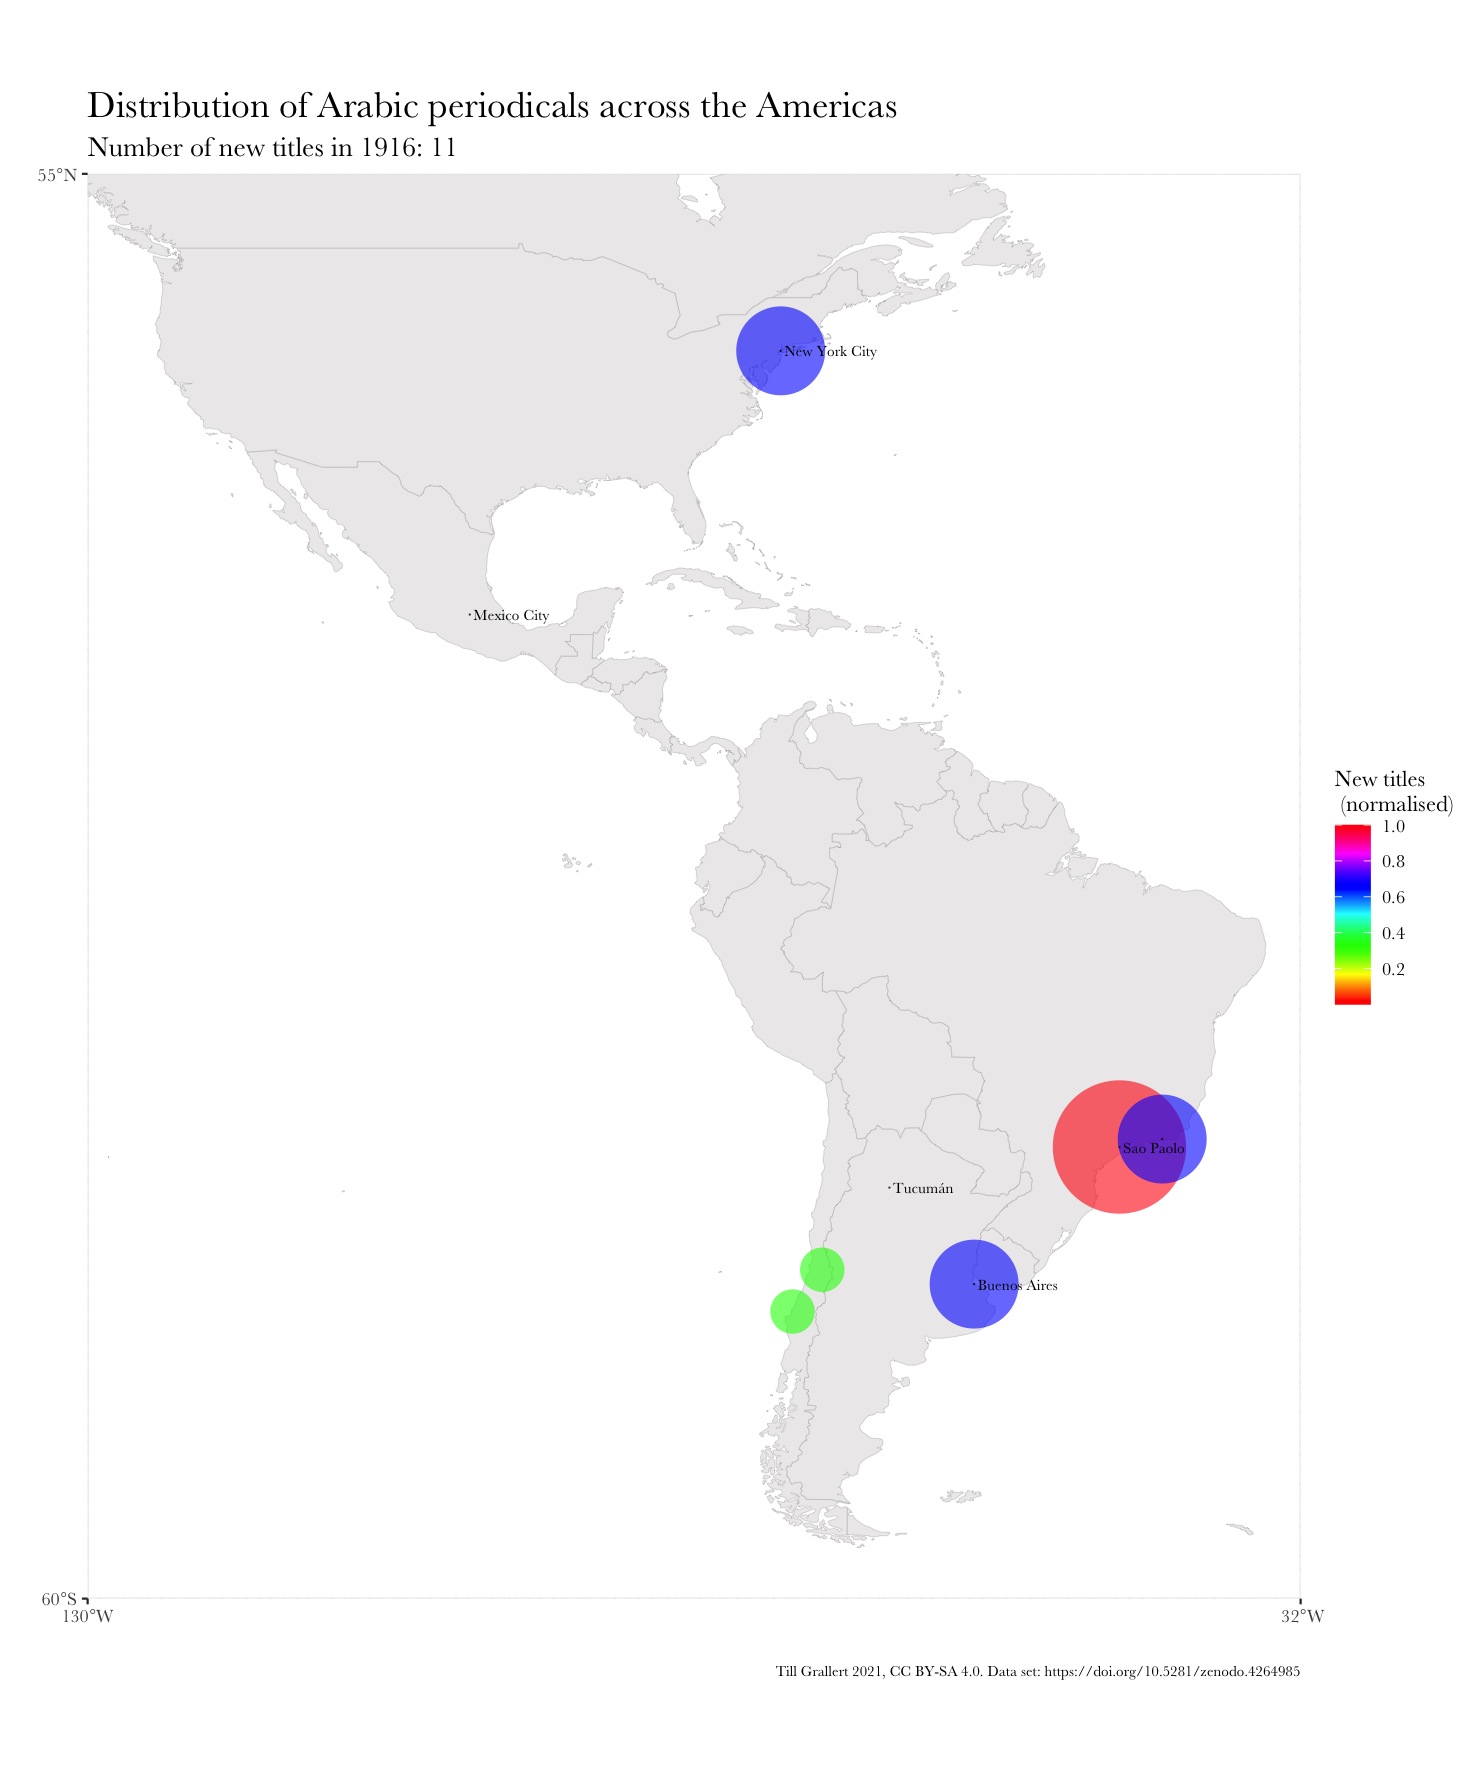 Distribution of Arabic periodicals across the Americas
Number of new titles in 1916: 11
55°N
New York City
Mexico City
New titles
(normalised)
1.0
0.8
0.6
0.4
0.2
Sao Paolo
Tucumán
Buenos Aires
60°S
130°W
32°W
Till Grallert 2021, CC BY-SA 4.0. Data set: https://doi.org/10.5281/zenodo.4264985